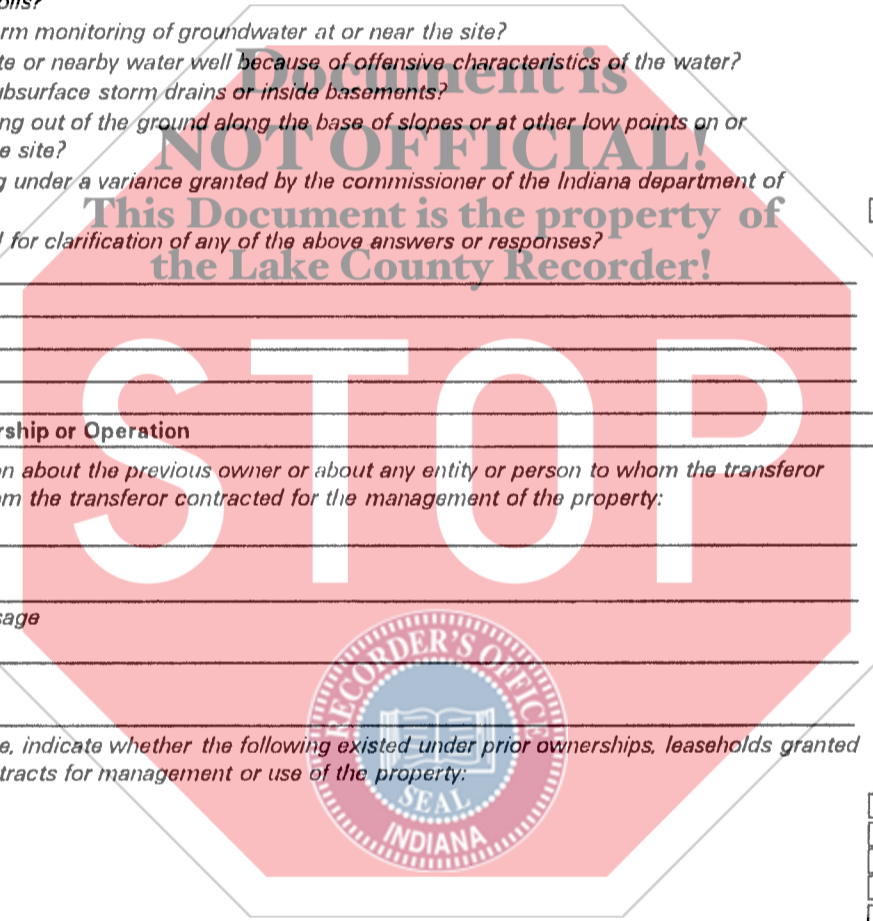 rm monitoring of groundwater at or near the site?
te or nearby water well because of offensive characteristics of the water?
Document is
ubsurface storm drains or inside basements?
ng out of the ground along the base of slopes or at other low points on or
NOT OFFICIAL!
e site?
g under a variance granted by the commissioner of the Indiana department of
This Document is the property of
for clarification of any of the above answers or responses?
the Lake County Recorder!
STOP
rship or Operation
on about the previous owner or about any entity or person to whom the transferor
om the transferor contracted for the management of the property:
sage
RECORDER'S OFFICE
e, indicate whether the following existed under prior ownerships, leaseholds granted
tracts for management or use of the property:
SEAL
INDIANA